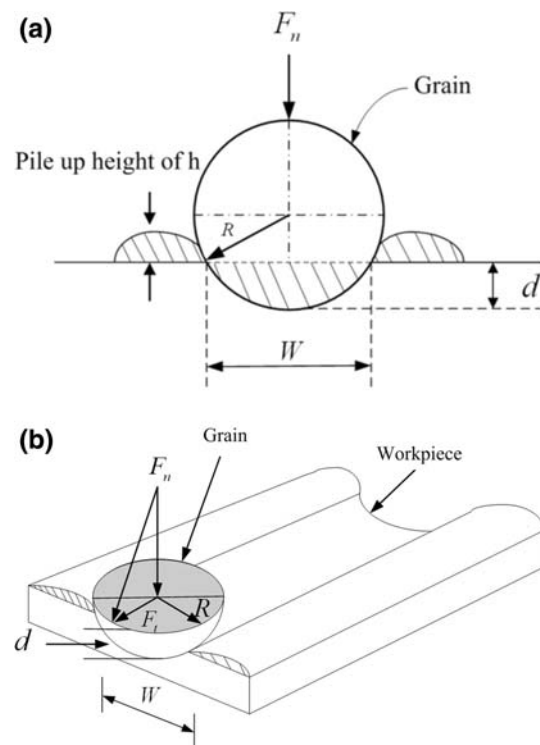 (a)
F_n
Grain
Pile up height of h
R
d
W
(b)
Grain
F_n
Workpiece
R
F_t
d
W